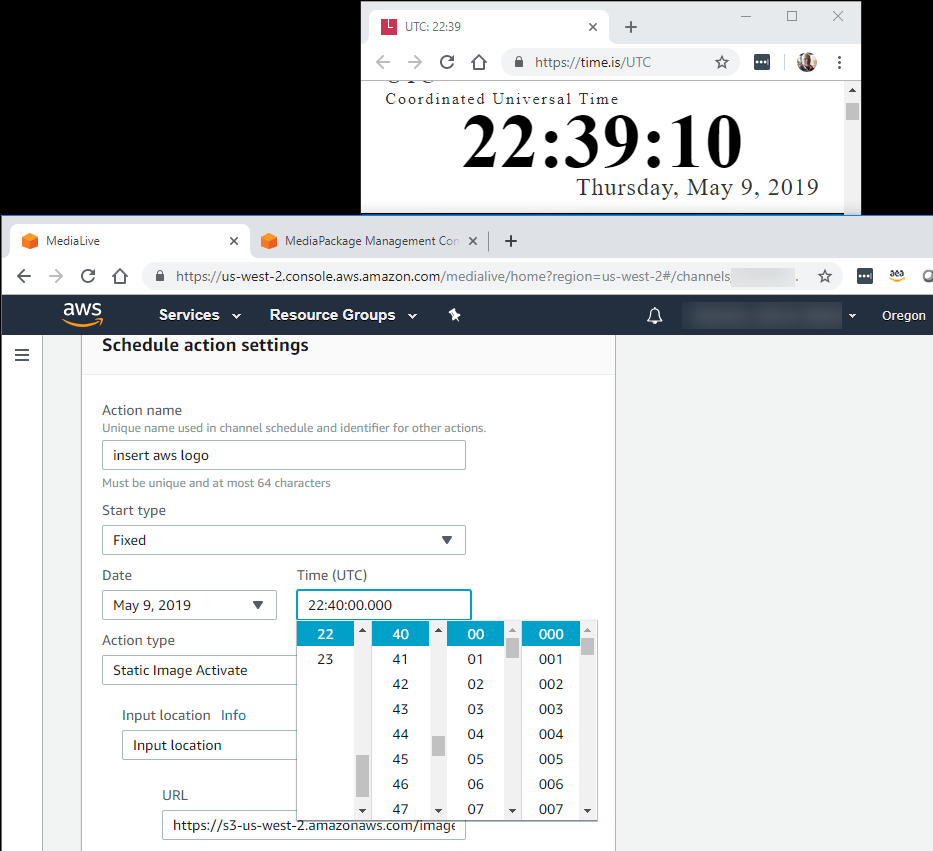 UTC: 22:39
https://time.is/UTC
Coordinated Universal Time
22:39:10
Thursday, May 9, 2019
MediaLive
MediaPackage Management Con
https://us-west-2.console.aws.amazon.com/medialive/home?region=us-west-2#/channels
aws
Services
Resource Groups
Oregon
Schedule action settings
Action name
Unique name used in channel schedule and identifier for other actions.
insert aws logo
Must be unique and at most 64 characters
Start type
Fixed
Date
Time (UTC)
May 9, 2019
22:40:00.000
22 40 00 000
23 41 01 001
42 02 002
43 03 003
44 04 004
45 05 005
46 06 006
47 07 007
Action type
Static Image Activate
Input location Info
Input location
URL
https://s3-us-west-2.amazonaws.com/image